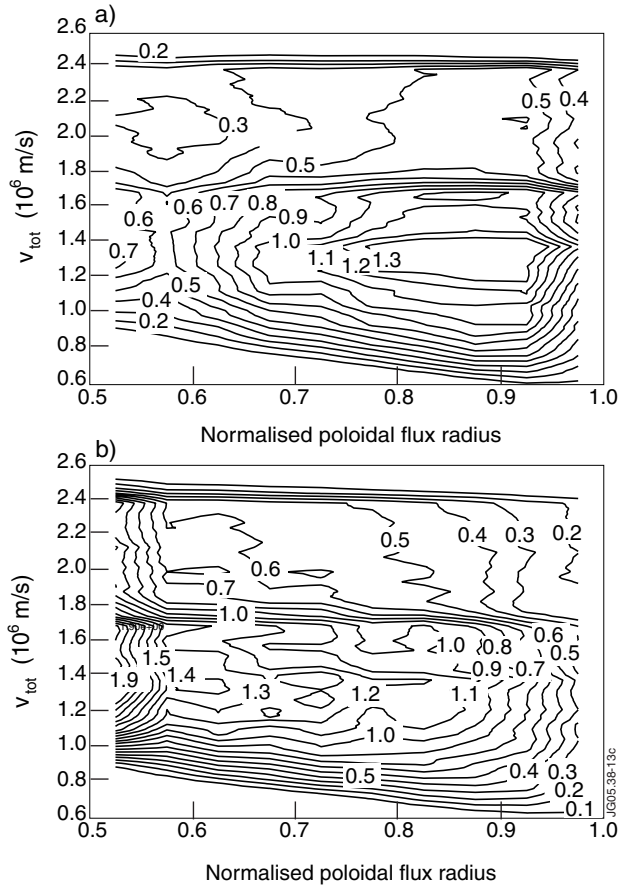 a)
2.6
2.4
2.2
2.0
1.8
1.6
1.4
1.2
1.0
0.8
0.6
v_tot (10^6 m/s)
0.2
0.5 0.4
0.3
0.5
0.6 0.6 0.7 0.8
0.9
1.0
0.7 1.1 1.2 1.3
0.5
0.4
0.2
0.5 0.6 0.7 0.8 0.9 1.0
Normalised poloidal flux radius
b)
2.6
2.4
2.2
2.0
1.8
1.6
1.4
1.2
1.0
0.8
0.6
v_tot (10^6 m/s)
0.5 0.4 0.3 0.2
0.6
0.7
1.0
1.0 0.8 0.6
1.5 0.5
1.9 1.4 0.9 0.7
1.3 1.2 1.1
1.0
0.5 0.4 0.3
0.2
0.1
0.5 0.6 0.7 0.8 0.9 1.0
Normalised poloidal flux radius
JG05.38-13c